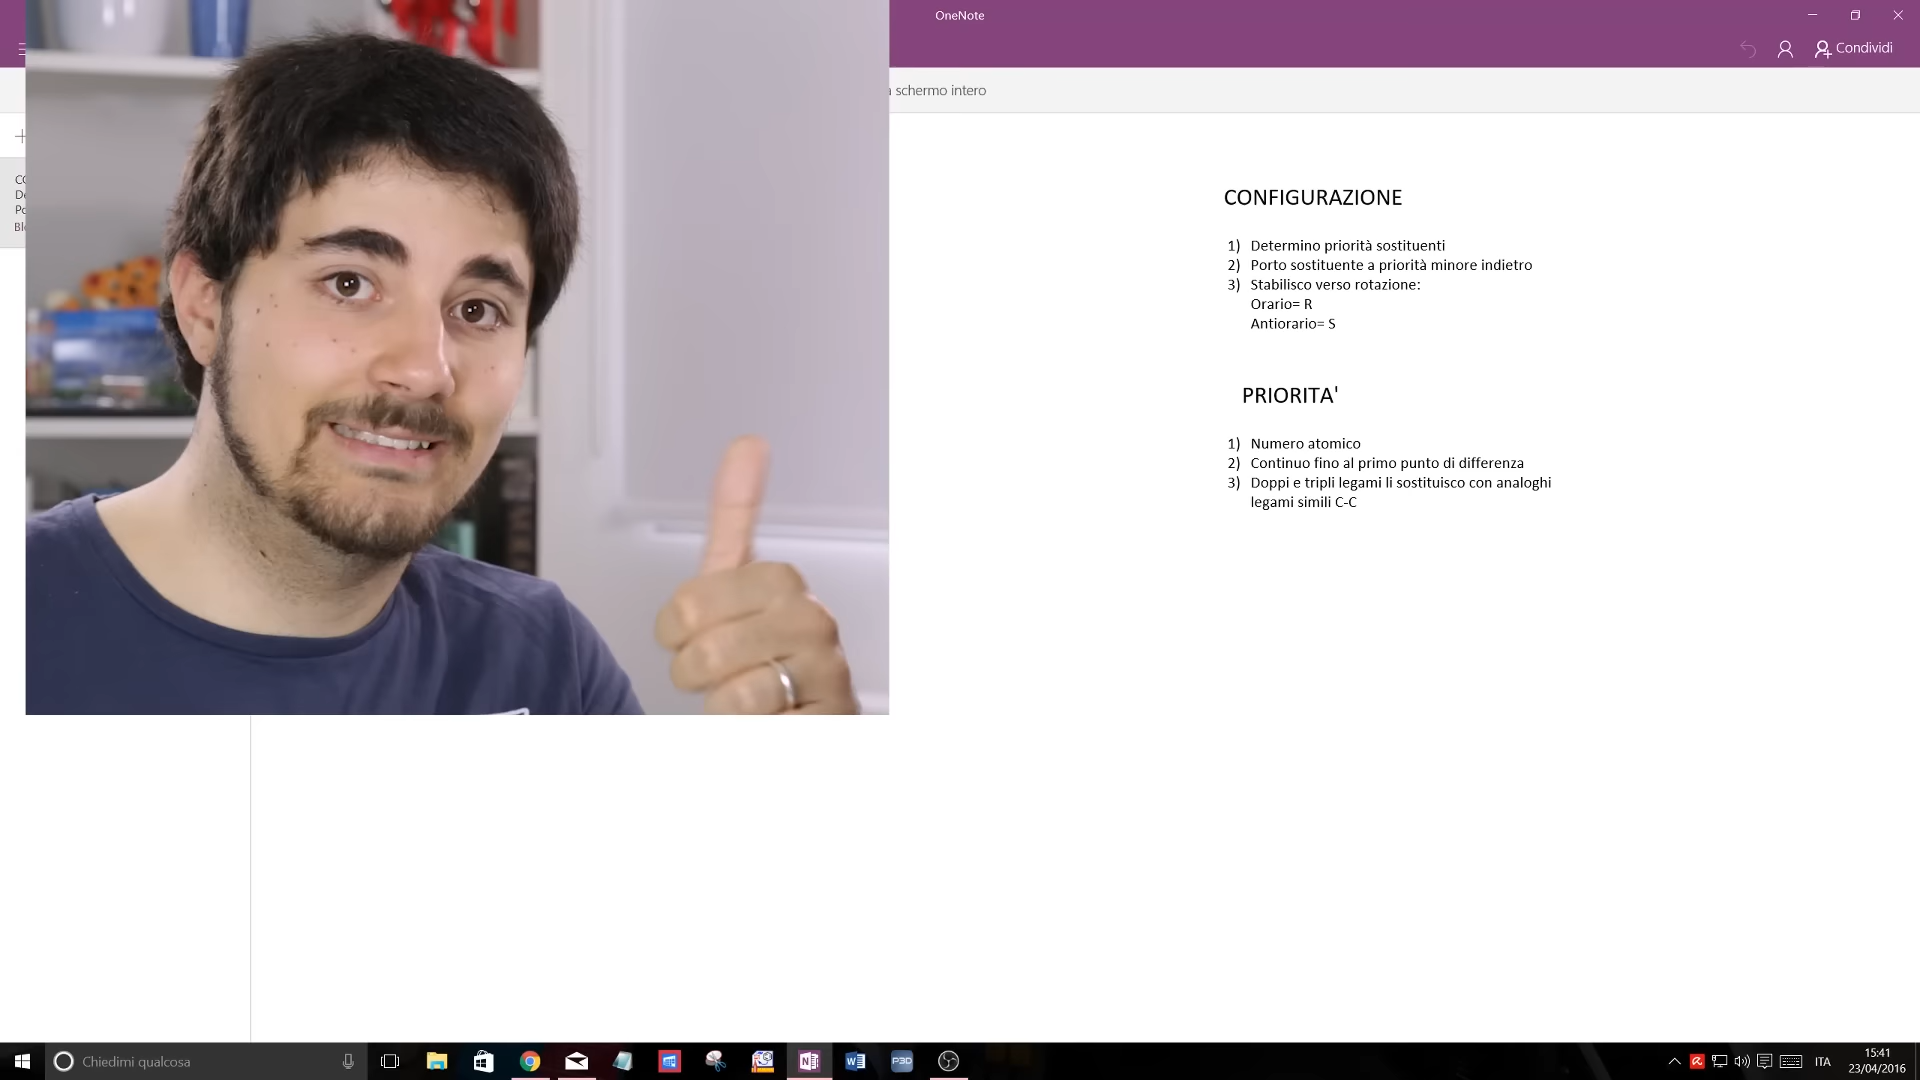 OneNote
Condividi
a schermo intero
CONFIGURAZIONE
1) Determino priorità sostituenti
2) Porto sostituente a priorità minore indietro
3) Stabilisco verso rotazione:
Orario= R
Antiorario= S
PRIORITA'
1) Numero atomico
2) Continuo fino al primo punto di differenza
3) Doppi e tripli legami li sostituisco con analoghi
legami simili C-C
Chiedimi qualcosa
P3D
ITA
15:41
23/04/2016